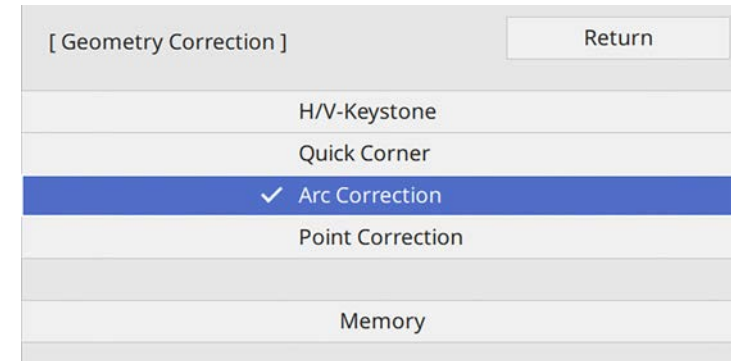 [ Geometry Correction ]
Return
H/V-Keystone
Quick Corner
Arc Correction
Point Correction
Memory